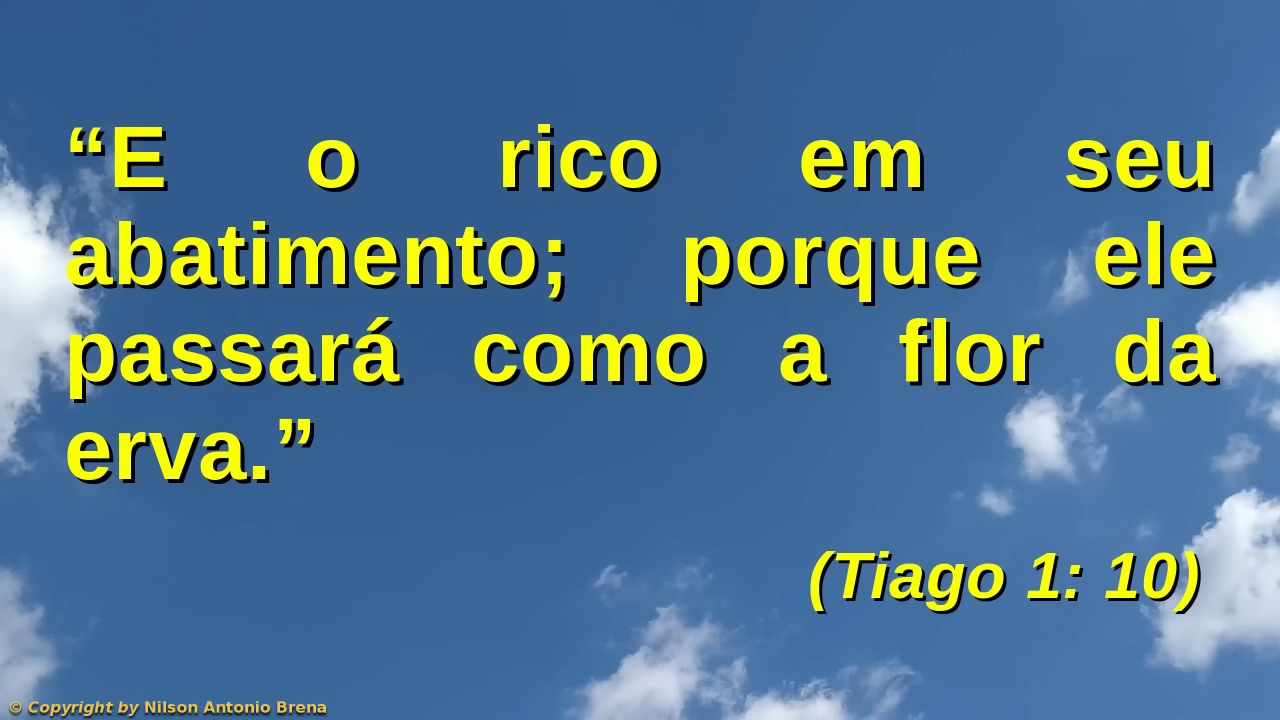 “E o rico em seu
abatimento; porque ele
passará como a flor da
erva.”
(Tiago 1: 10)
© Copyright by Nilson Antonio Brena